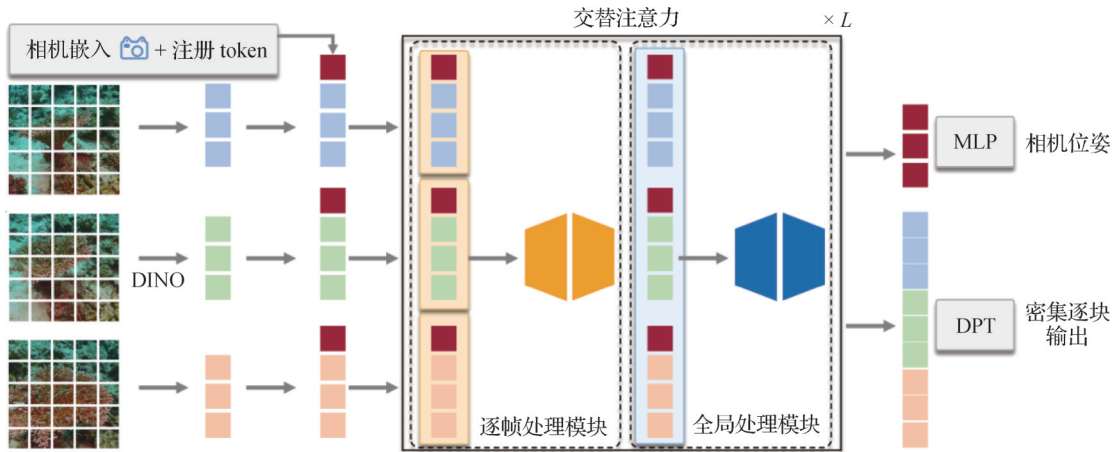 交替注意力
× L
相机嵌入 + 注册 token
DINO
MLP
相机位姿
DPT
密集逐块
输出
逐帧处理模块
全局处理模块